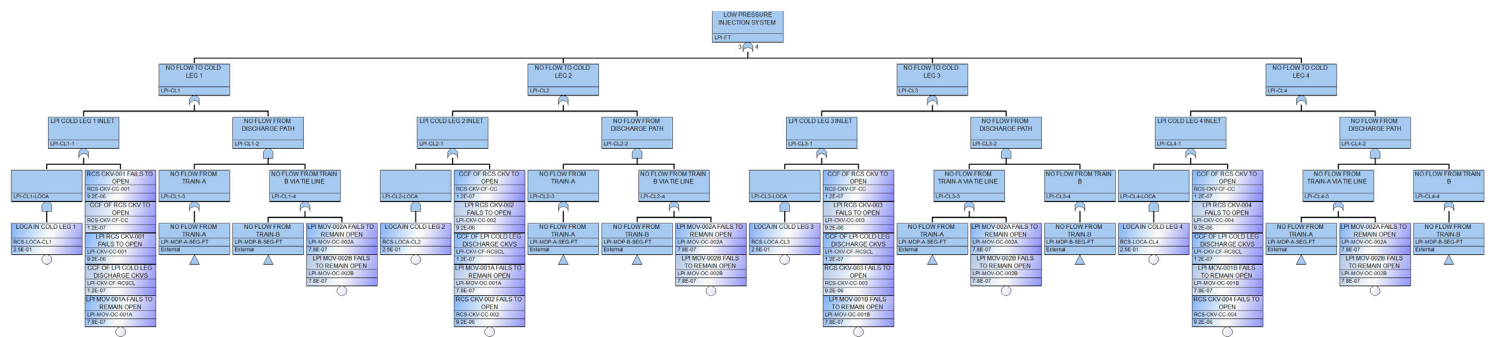 LOW PRESSURE
INJECTION SYSTEM
LPI-FT
3 4
NO FLOW TO COLD
LEG 1
LPI-CL1
NO FLOW TO COLD
LEG 2
LPI-CL2
NO FLOW TO COLD
LEG 3
LPI-CL3
NO FLOW TO COLD
LEG 4
LPI-CL4
LPI COLD LEG 1 INLET
LPI-CL1-1
NO FLOW FROM
DISCHARGE PATH
LPI-CL1-2
LPI COLD LEG 2 INLET
LPI-CL2-1
NO FLOW FROM
DISCHARGE PATH
LPI-CL2-2
LPI COLD LEG 3 INLET
LPI-CL3-1
NO FLOW FROM
DISCHARGE PATH
LPI-CL3-2
LPI COLD LEG 4 INLET
LPI-CL4-1
NO FLOW FROM
DISCHARGE PATH
LPI-CL4-2
LPI-CL1-LOCA
RCS CKV-001 FAILS TO
OPEN
RCS-CKV-CC-001
9.2E-07
CCF OF RCS CKV TO
OPEN
RCS-CKV-CF-CC
1.2E-07
LPI RCS CKV-001
FAILS TO OPEN
LPI-CKV-CC-001
9.2E-06
CCF OF LPI COLD LEG
DISCHARGE CKVS
LPI-CKV-OF-RCSCL
1.2E-07
LPI MOV-001A FAILS TO
REMAIN OPEN
LPI-MOV-OC-001A
7.8E-07
LOCA IN COLD LEG 1
RCS-LOCA-CL1
2.5E-01
NO FLOW FROM
TRAIN-A
LPI-CL1-3
NO FLOW FROM TRAIN
B VIA TIE LINE
LPI-CL1-4
NO FLOW FROM
TRAIN-A
LPI-MDP-A-SEG-FT
External
NO FLOW FROM
TRAIN-B
LPI-MDP-B-SEG-FT
External
LPI MOV-002A FAILS TO
REMAIN OPEN
LPI-MOV-OC-002A
7.8E-07
LPI MOV-002B FAILS
TO REMAIN OPEN
LPI-MOV-OC-002B
7.8E-07
LPI-CL2-LOCA
LOCA IN COLD LEG 2
RCS-LOCA-CL2
2.5E-01
CCF OF RCS CKV TO
OPEN
RCS-CKV-CF-CC
1.2E-07
LPI RCS CKV-002
FAILS TO OPEN
LPI-CKV-CC-002
9.2E-06
CCF OF LPI COLD LEG
DISCHARGE CKVS
LPI-CKV-CF-RCSCL
1.2E-07
LPI MOV-001A FAILS TO
REMAIN OPEN
LPI-MOV-OC-001A
7.8E-07
RCS CKV-002 FAILS TO
OPEN
RCS-CKV-CC-002
9.2E-06
NO FLOW FROM
TRAIN-A
LPI-CL2-3
NO FLOW FROM TRAIN
B VIA TIE LINE
LPI-CL2-4
NO FLOW FROM
TRAIN-A
LPI-MDP-A-SEG-FT
External
NO FLOW FROM
TRAIN-B
LPI-MDP-B-SEG-FT
External
LPI MOV-002A FAILS TO
REMAIN OPEN
LPI-MOV-OC-002A
7.8E-07
LPI MOV-002B FAILS
TO REMAIN OPEN
LPI-MOV-OC-002B
7.8E-07
LPI-CL3-LOCA
LOCA IN COLD LEG 3
RCS-LOCA-CL3
2.5E-01
CCF OF RCS CKV TO
OPEN
RCS-CKV-CF-CC
1.2E-07
LPI RCS CKV-003 FAILS
TO OPEN
LPI-CKV-CC-003
9.2E-06
CCF OF LPI COLD LEG
DISCHARGE CKVS
LPI-CKV-CF-RCSCL
1.2E-07
RCS CKV-003 FAILS TO
OPEN
RCS-CKV-CC-003
9.2E-06
LPI MOV-001B FAILS
TO REMAIN OPEN
LPI-MOV-OC-001B
7.8E-07
NO FLOW FROM
TRAIN-A VIA TIE LINE
LPI-CL3-3
NO FLOW FROM TRAIN
B
LPI-CL3-4
NO FLOW FROM
TRAIN-A
LPI-MDP-A-SEG-FT
External
LPI MOV-002A FAILS TO
REMAIN OPEN
LPI-MOV-OC-002A
7.8E-07
LPI MOV-002B FAILS
TO REMAIN OPEN
LPI-MOV-OC-002B
7.8E-07
NO FLOW FROM
TRAIN-B
LPI-MDP-B-SEG-FT
External
LPI-CL4-LOCA
LOCA IN COLD LEG 4
RCS-LOCA-CL4
2.5E-01
CCF OF RCS CKV TO
OPEN
RCS-CKV-CF-CC
1.2E-07
LPI RCS CKV-004
FAILS TO OPEN
LPI-CKV-CC-004
9.2E-06
CCF OF LPI COLD LEG
DISCHARGE CKVS
LPI-CKV-CF-RCSCL
1.2E-07
LPI MOV-001B FAILS
TO REMAIN OPEN
LPI-MOV-OC-001B
7.8E-07
RCS CKV-004 FAILS TO
OPEN
RCS-CKV-CC-004
9.2E-06
NO FLOW FROM
TRAIN-A VIA TIE LINE
LPI-CL4-3
NO FLOW FROM TRAIN
B
LPI-CL4-4
NO FLOW FROM
TRAIN-A
LPI-MDP-A-SEG-FT
External
LPI MOV-002A FAILS TO
REMAIN OPEN
LPI-MOV-OC-002A
7.8E-07
LPI MOV-002B FAILS
TO REMAIN OPEN
LPI-MOV-OC-002B
7.8E-07
NO FLOW FROM
TRAIN-B
LPI-MDP-B-SEG-FT
External